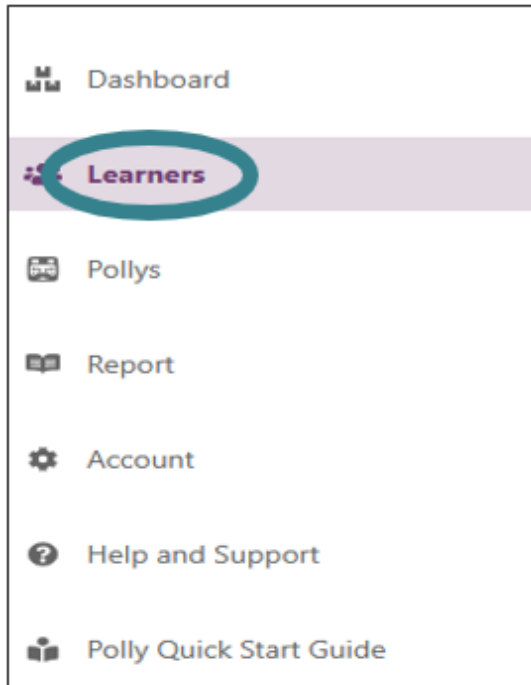 Dashboard
Learners
Pollys
Report
Account
Help and Support
Polly Quick Start Guide